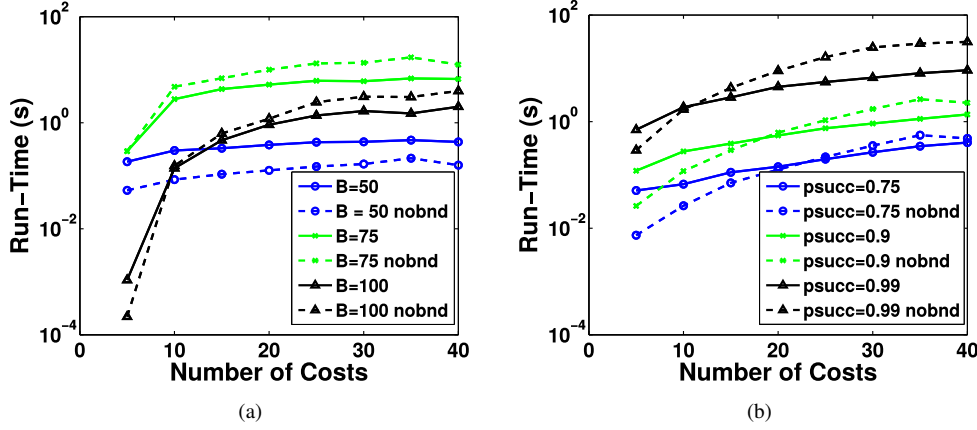 10^2
10^0
10^-2
10^-4
Run-Time (s)
0
10
20
30
40
Number of Costs
B=50
B = 50 nobnd
B=75
B=75 nobnd
B=100
B=100 nobnd
(a)
10^2
10^0
10^-2
10^-4
Run-Time (s)
0
10
20
30
40
Number of Costs
psucc=0.75
psucc=0.75 nobnd
psucc=0.9
psucc=0.9 nobnd
psucc=0.99
psucc=0.99 nobnd
(b)